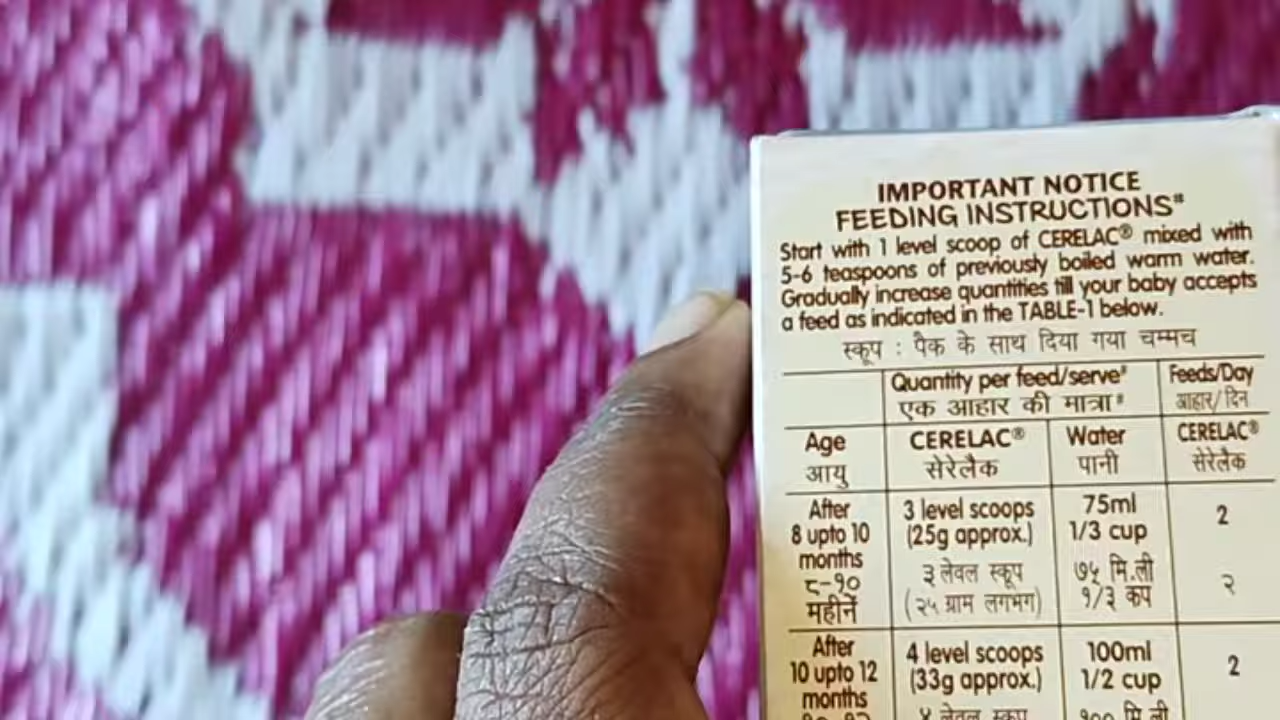 IMPORTANT NOTICE
FEEDING INSTRUCTIONS#
Start with 1 level scoop of CERELAC® mixed with
5-6 teaspoons of previously boiled warm water.
Gradually increase quantities till your baby accepts
a feed as indicated in the TABLE-1 below.
स्कूप : पैक के साथ दिया गया चम्मच
Quantity per feed/serve# Feeds/Day
एक आहार की मात्रा# आहार/दिन
Age CERELAC® Water CERELAC®
आयु सेरेलैक पानी सेरेलैक
After 3 level scoops 75ml 2
8 upto 10 (25g approx.) 1/3 cup
months
८-१० ३ लेवल स्कूप ७५ मि.ली २
महीनें (२५ ग्राम लगभग) १/३ कप
After 4 level scoops 100ml 2
10 upto 12 (33g approx.) 1/2 cup
months
१०-१२ ४ लेवल स्कूप १०० मि.ली